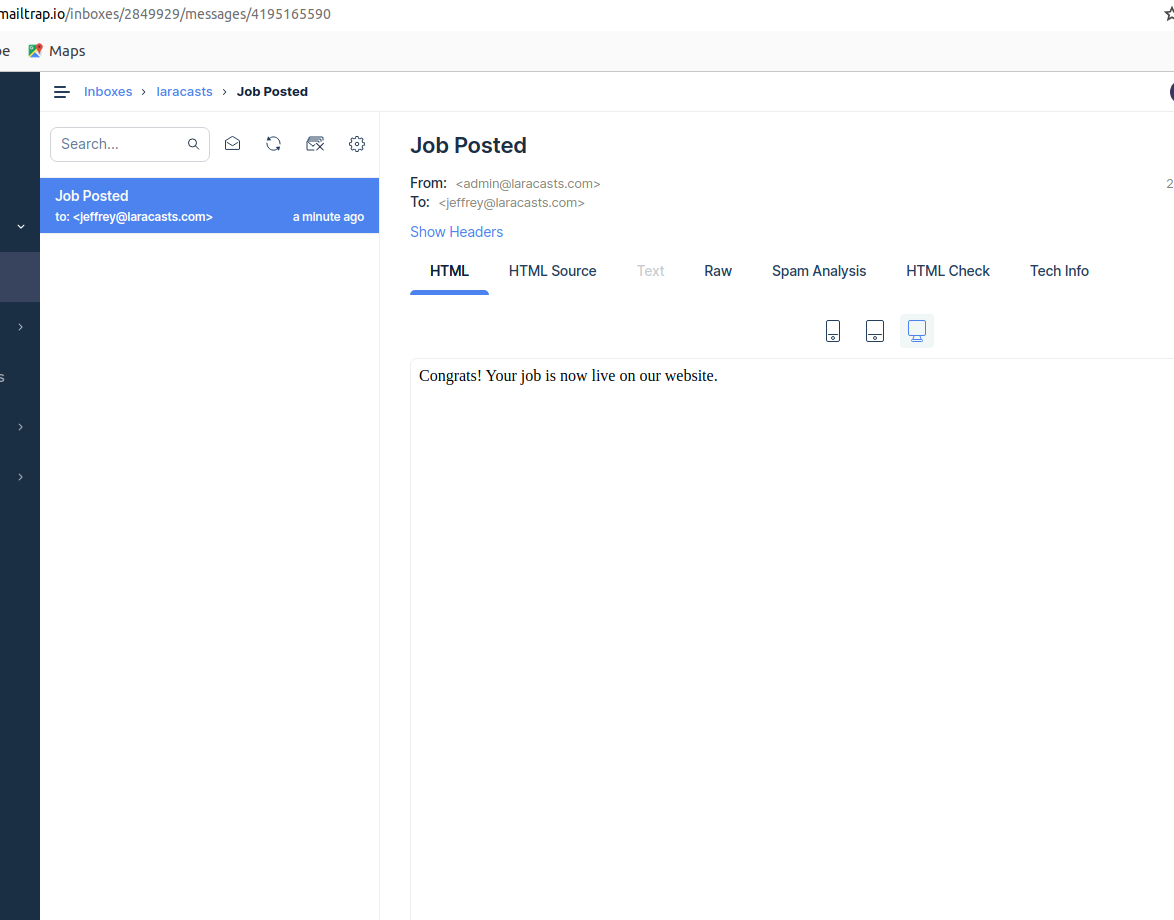 mailtrap.io/inboxes/2849929/messages/4195165590
Maps
Inboxes › laracasts › Job Posted
Search...
Job Posted
to: <jeffrey@laracasts.com> a minute ago
Job Posted
From: <admin@laracasts.com>
To: <jeffrey@laracasts.com>
Show Headers
HTML HTML Source Text Raw Spam Analysis HTML Check Tech Info
Congrats! Your job is now live on our website.